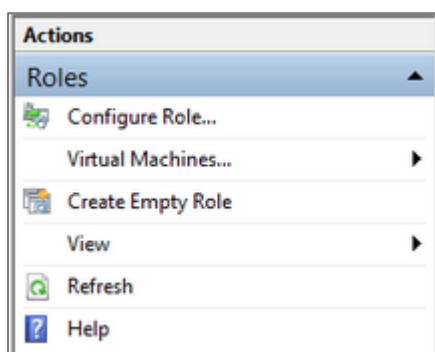 Actions
Roles
Configure Role...
Virtual Machines...
Create Empty Role
View
Refresh
Help